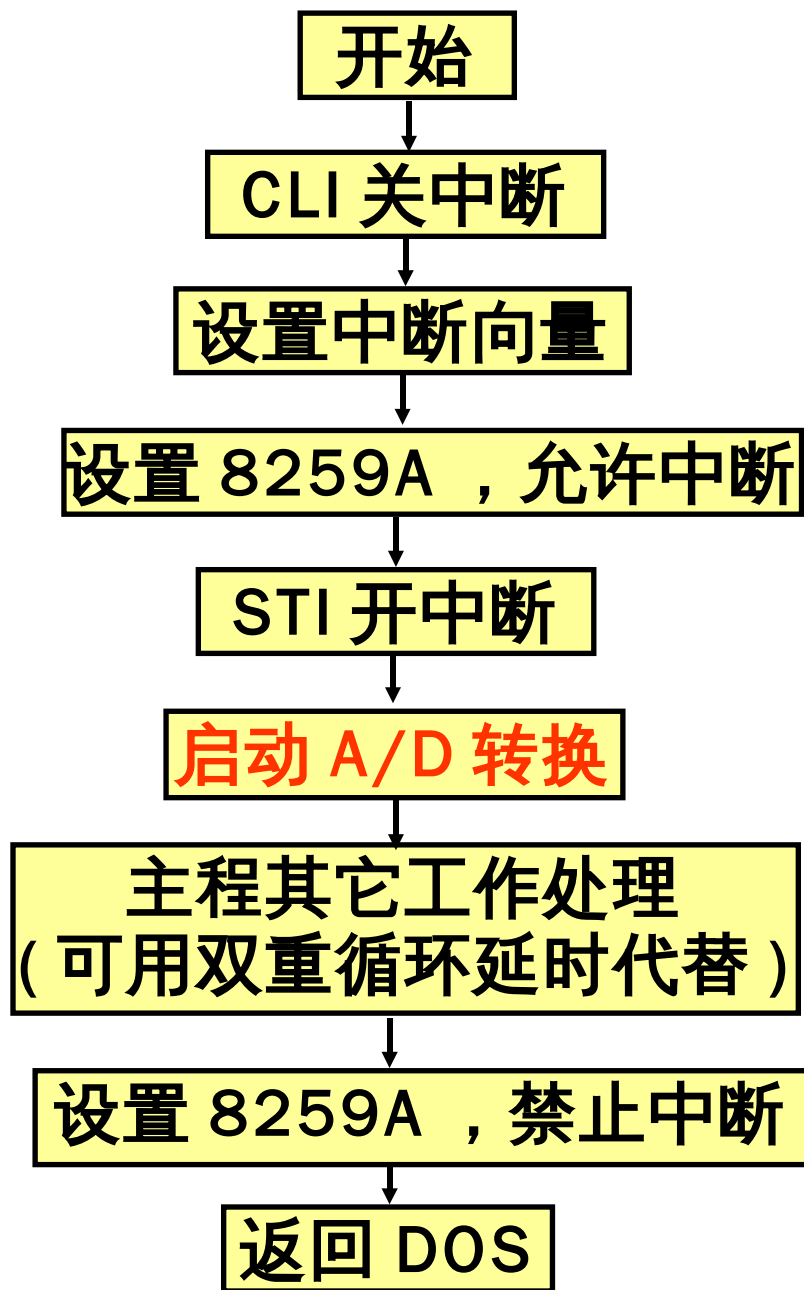 开始
CLI 关中断
设置中断向量
设置 8259A ，允许中断
STI 开中断
启动 A/D 转换
主程其它工作处理
( 可用双重循环延时代替 )
设置 8259A ，禁止中断
返回 DOS